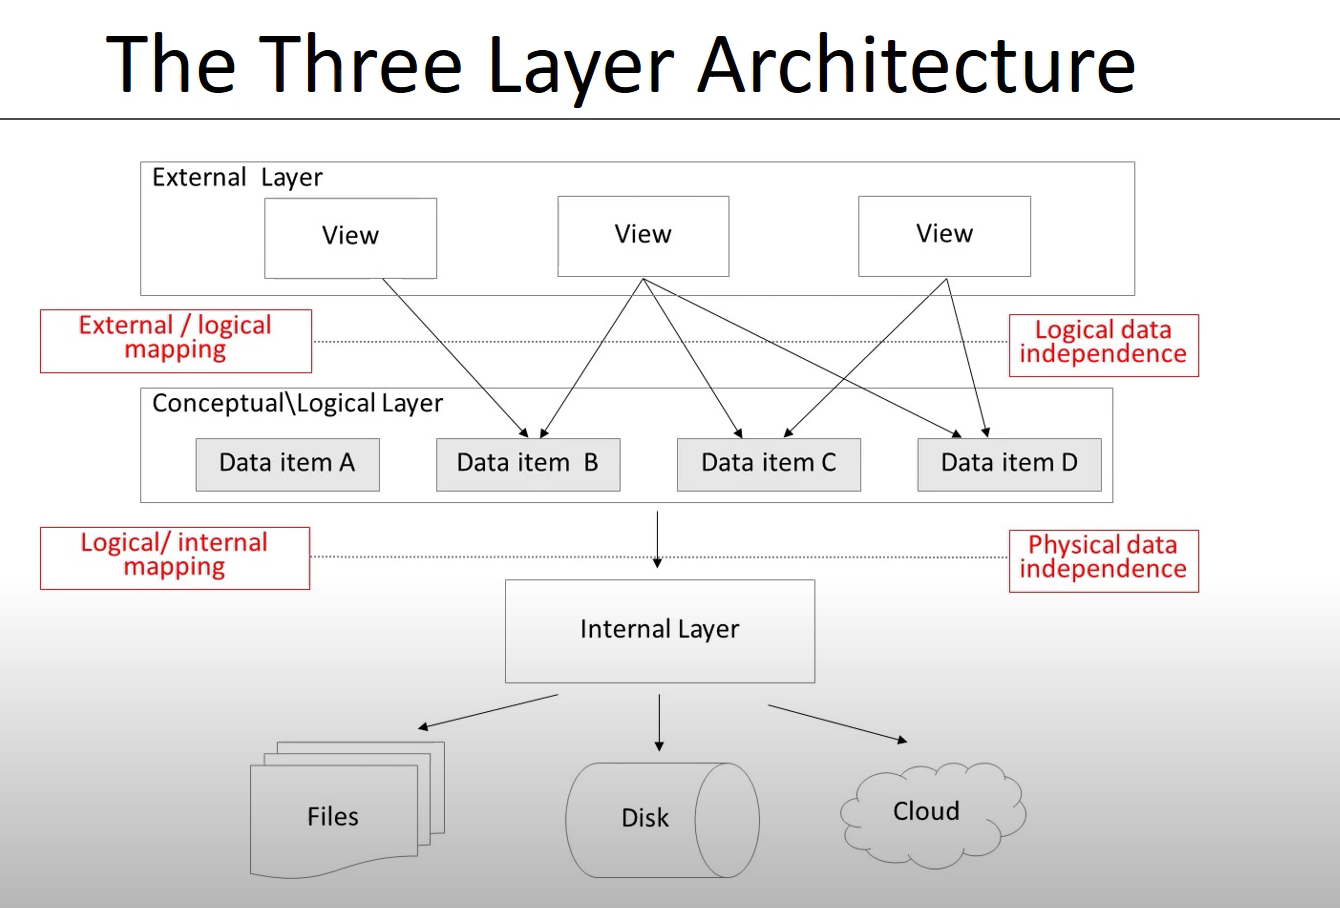 The Three Layer Architecture
External Layer
View
View
View
External / logical
mapping
Logical data
independence
Conceptual\Logical Layer
Data item A
Data item B
Data item C
Data item D
Logical/ internal
mapping
Physical data
independence
Internal Layer
Files
Disk
Cloud